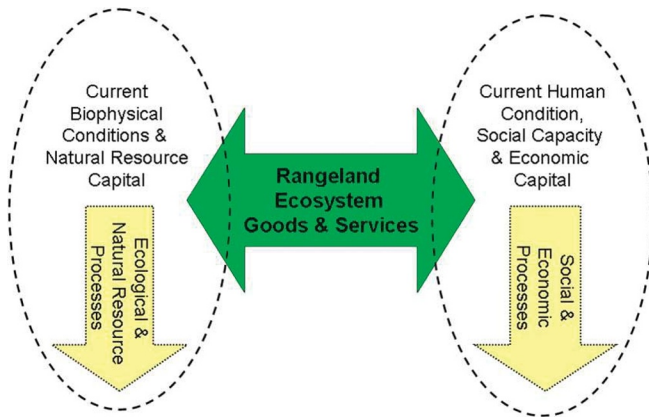 Current
Biophysical
Conditions &
Natural Resource
Capital
Ecological &
Natural Resource
Processes
Rangeland
Ecosystem
Goods & Services
Current Human
Condition,
Social Capacity
& Economic
Capital
Social &
Economic
Processes